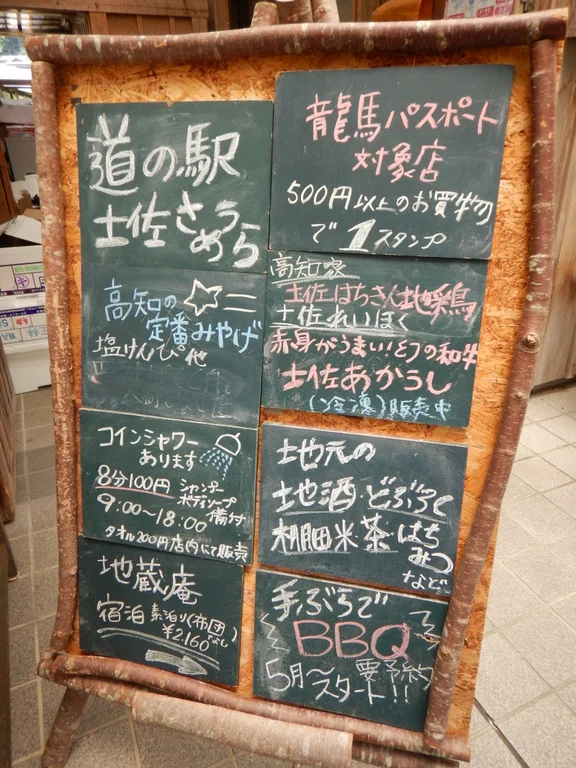 道の駅
土佐さめうら
龍馬パスポート
対象店
500円以上のお買物
で1スタンプ
高知の
定番みやげ
塩けんぴ他
高知家
土佐はちきん地鶏
土佐れいほく
赤身がうまい!幻の和牛
土佐あかうし
(冷凍)販売中
コインシャワー
あります
8分100円 シャンプー
ボディソープ
備付
9:00~18:00
タオル200円店内にて販売
地元の
地酒・どぶろく
棚田米・茶・はち
みつ
など
地蔵庵
宿泊 素泊り(布団
なし)
¥2.160
手ぶらで
BBQ
要予約
5月~スタート!!